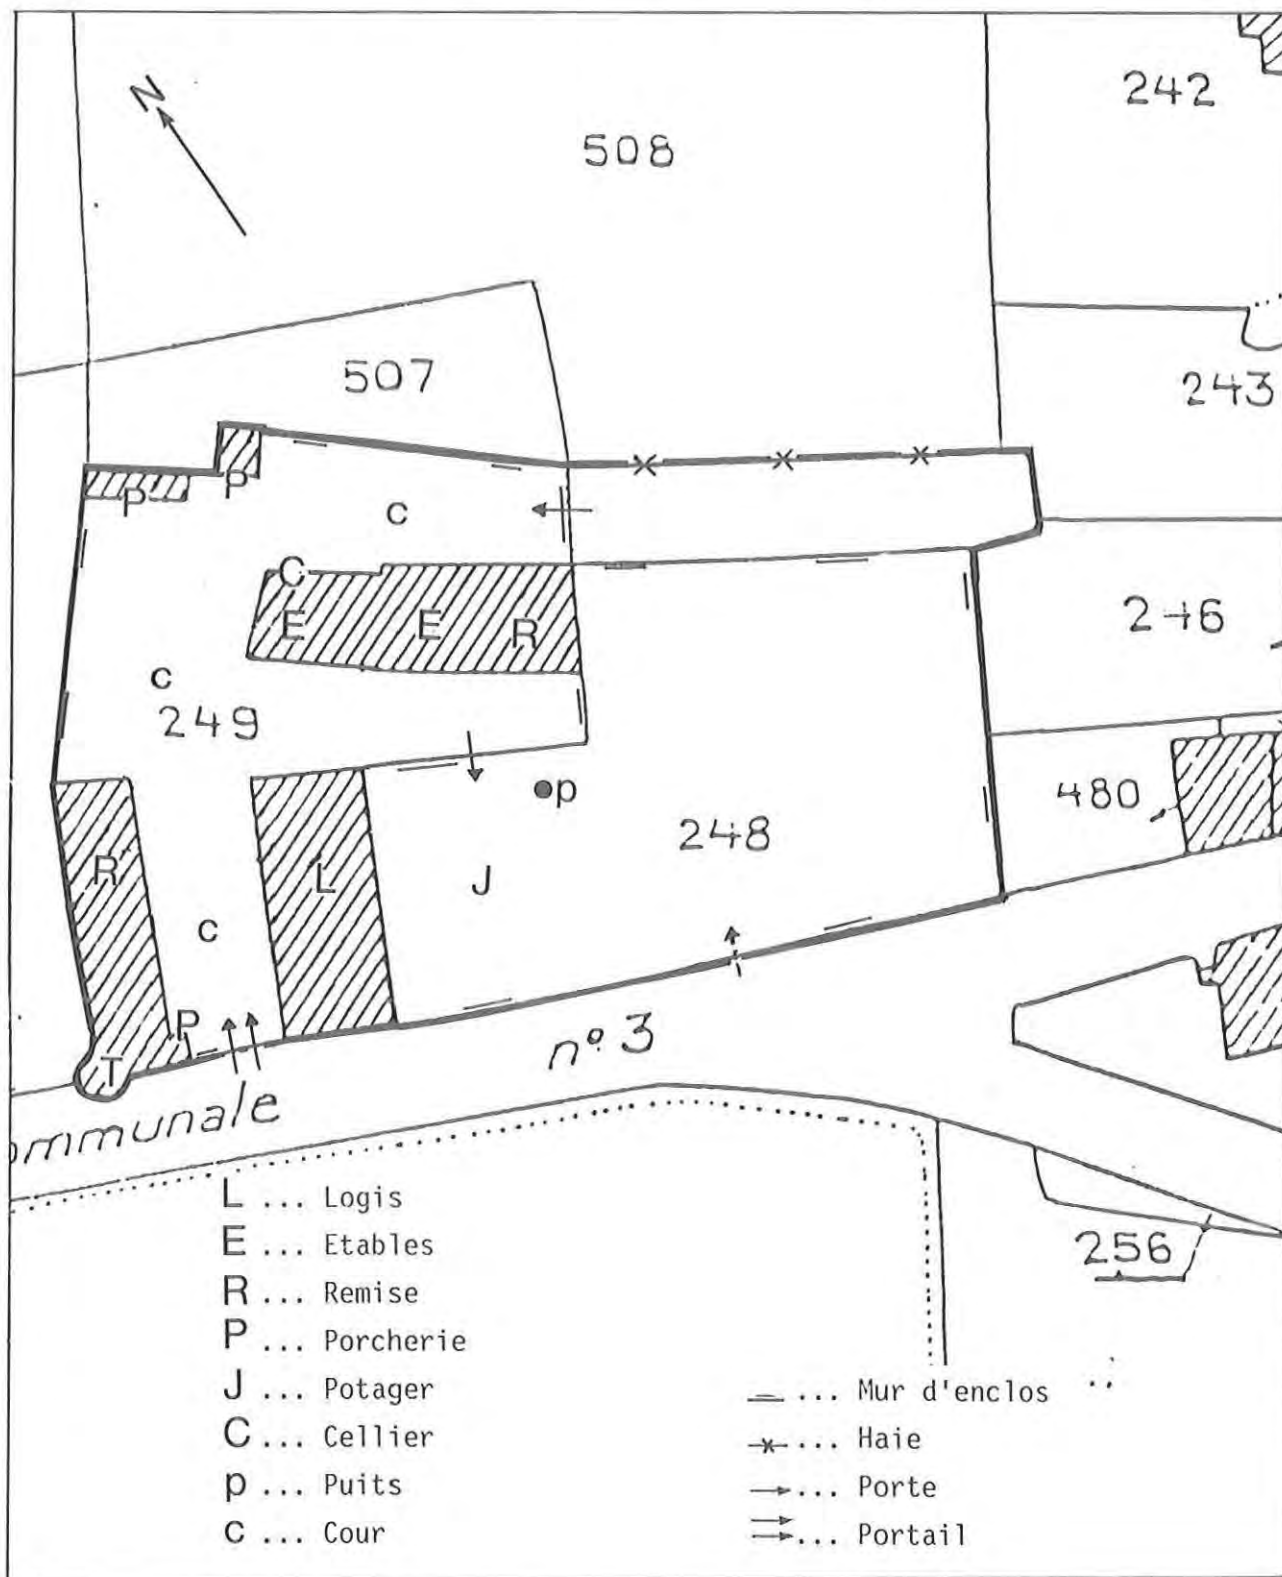 N
242
508
243
507
P
P
c
C
E
E
R
246
c
249
p
480
248
R
L
J
c
P
T
n° 3
ommunale
256
L ... Logis
E ... Etables
R ... Remise
P ... Porcherie
J ... Potager
C ... Cellier
p ... Puits
c ... Cour
... Mur d'enclos
... Haie
... Porte
... Portail